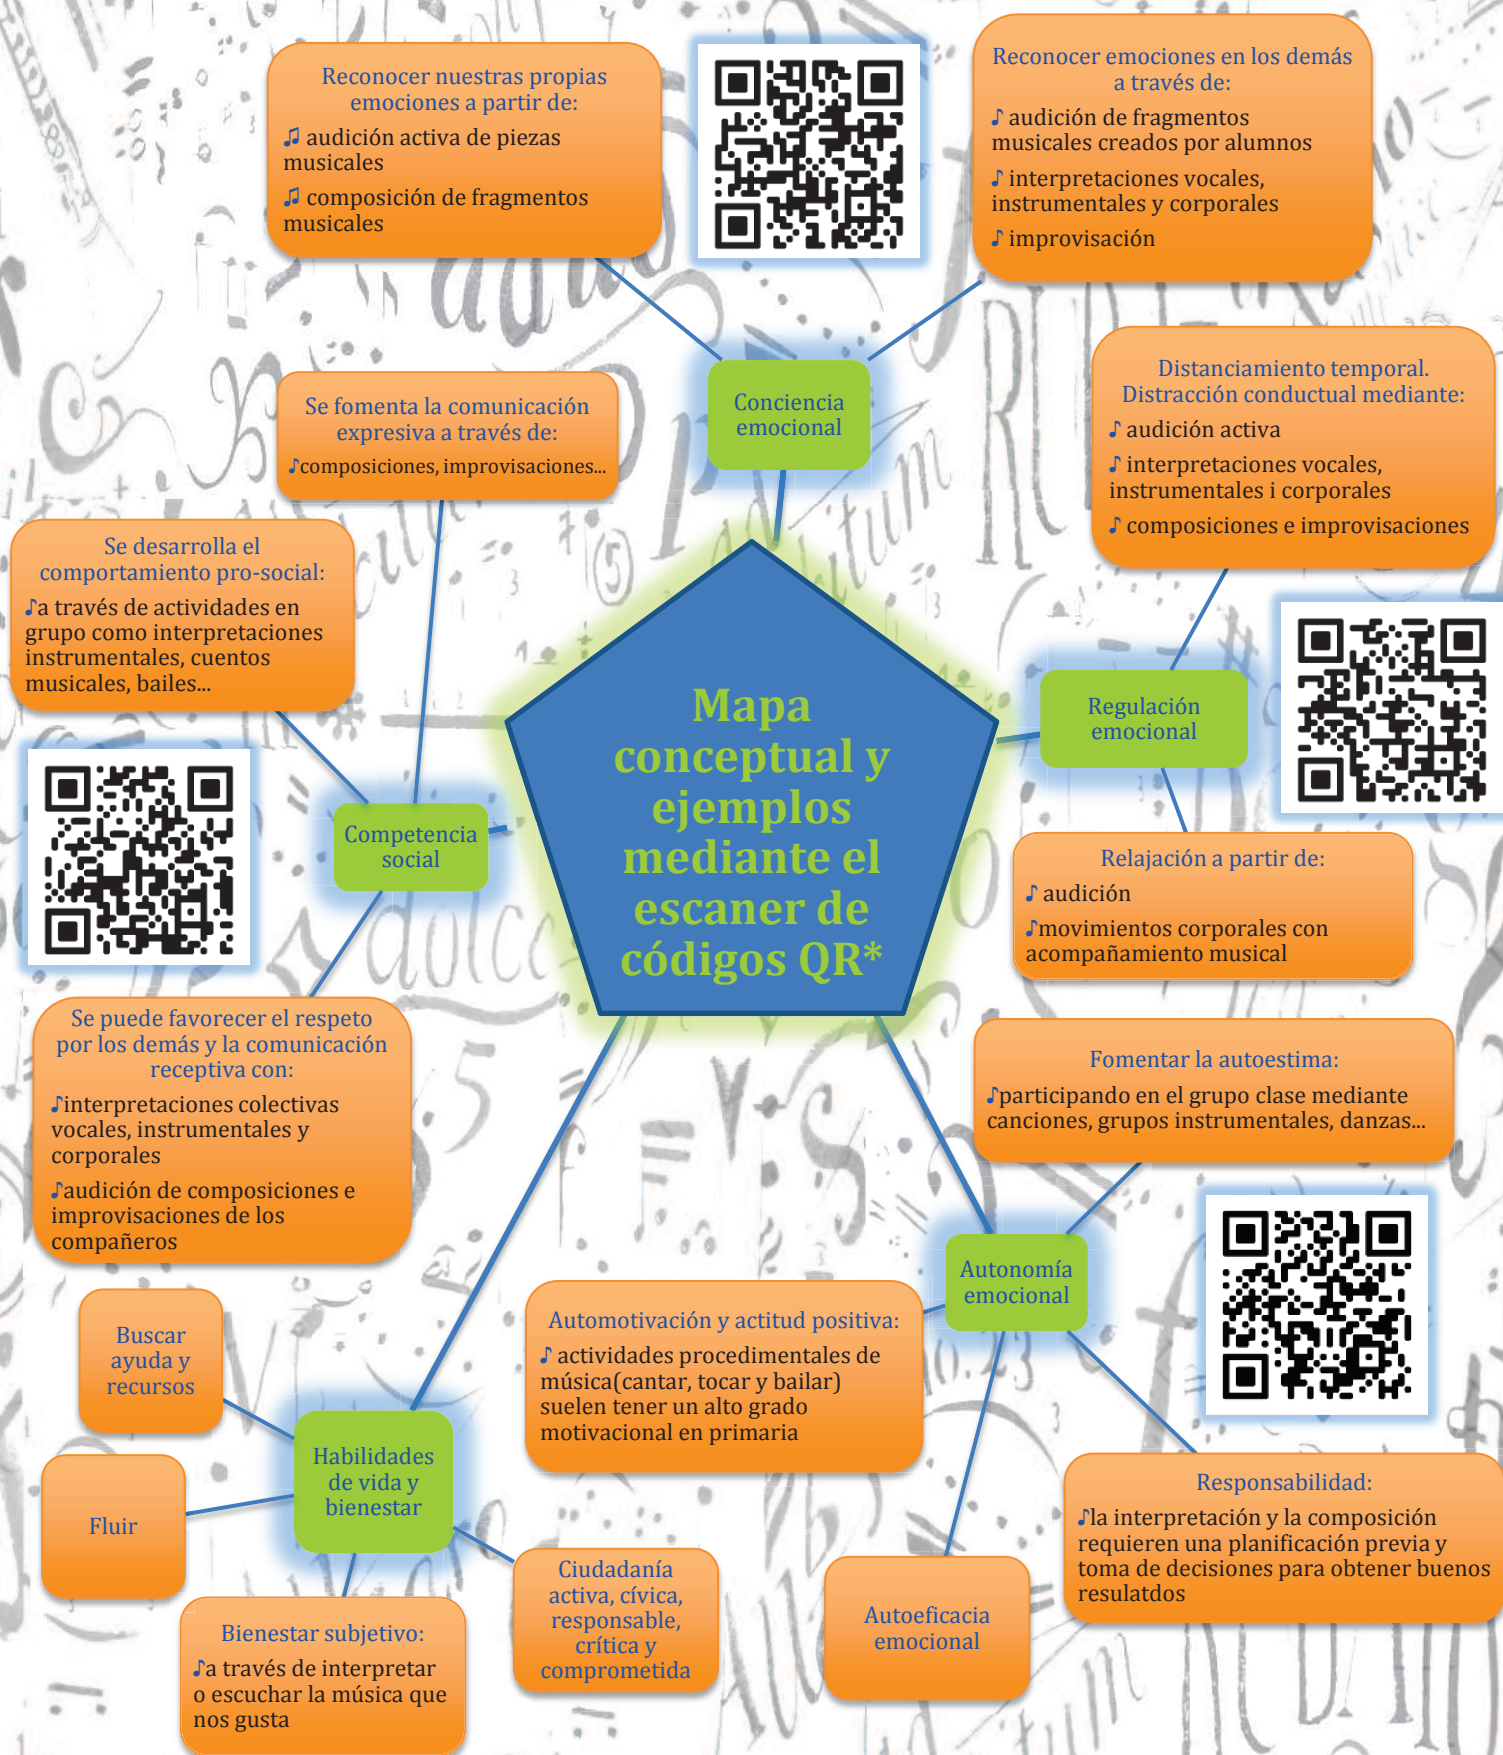 Reconocer nuestras propias
emociones a partir de:
♫ audición activa de piezas
musicales
♫ composición de fragmentos
musicales
Reconocer emociones en los demás
a través de:
♪ audición de fragmentos
musicales creados por alumnos
♪ interpretaciones vocales,
instrumentales y corporales
♪ improvisación
Conciencia
emocional
Se fomenta la comunicación
expresiva a través de:
♪composiciones, improvisaciones...
Distanciamiento temporal.
Distracción conductual mediante:
♪ audición activa
♪ interpretaciones vocales,
instrumentales i corporales
♪ composiciones e improvisaciones
Se desarrolla el
comportamiento pro-social:
♪a través de actividades en
grupo como interpretaciones
instrumentales, cuentos
musicales, bailes...
Mapa
conceptual y
ejemplos
mediante el
escaner de
códigos QR*
Regulación
emocional
Competencia
social
Relajación a partir de:
♪ audición
♪movimientos corporales con
acompañamiento musical
Se puede favorecer el respeto
por los demás y la comunicación
receptiva con:
♪interpretaciones colectivas
vocales, instrumentales y
corporales
♪audición de composiciones e
improvisaciones de los
compañeros
Fomentar la autoestima:
♪participando en el grupo clase mediante
canciones, grupos instrumentales, danzas...
Autonomía
emocional
Automotivación y actitud positiva:
♪ actividades procedimentales de
música(cantar, tocar y bailar)
suelen tener un alto grado
motivacional en primaria
Buscar
ayuda y
recursos
Habilidades
de vida y
bienestar
Fluir
Responsabilidad:
♪la interpretación y la composición
requieren una planificación previa y
toma de decisiones para obtener buenos
resulatdos
Ciudadanía
activa, cívica,
responsable,
crítica y
comprometida
Autoeficacia
emocional
Bienestar subjetivo:
♪a través de interpretar
o escuchar la música que
nos gusta